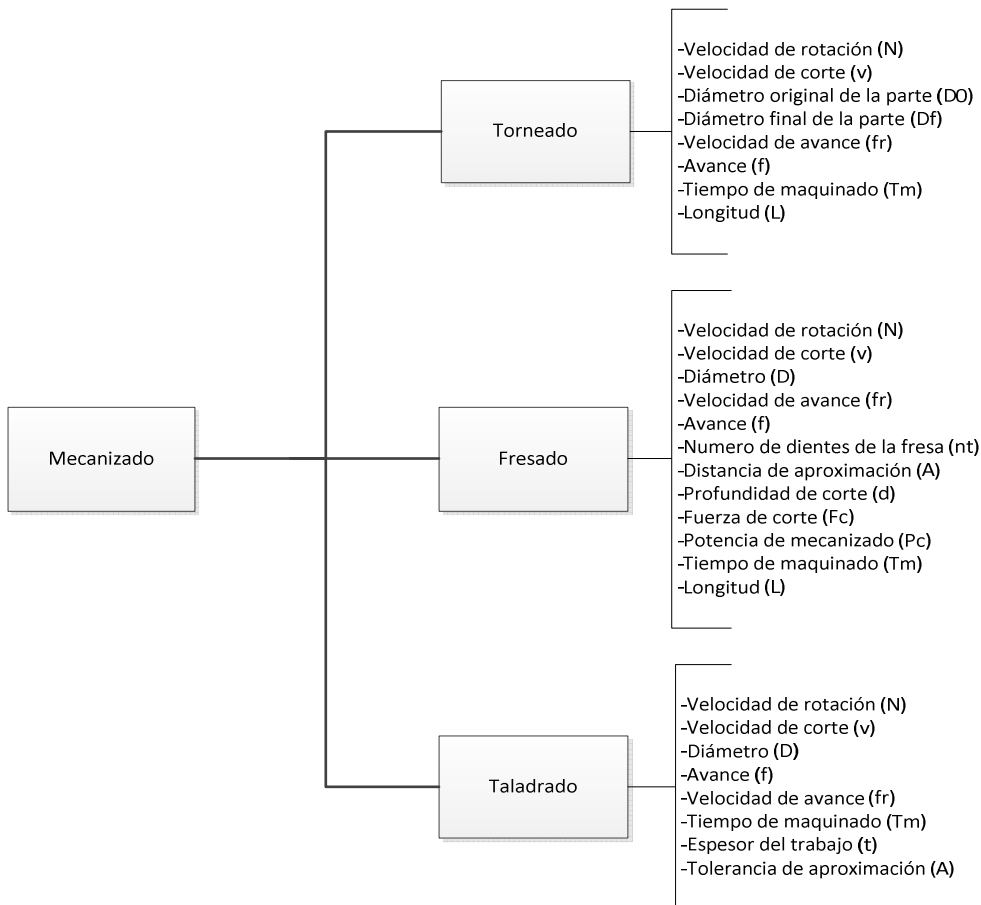 Mecanizado
Torneado
-Velocidad de rotación (N)
-Velocidad de corte (v)
-Diámetro original de la parte (D0)
-Diámetro final de la parte (Df)
-Velocidad de avance (fr)
-Avance (f)
-Tiempo de maquinado (Tm)
-Longitud (L)
Fresado
-Velocidad de rotación (N)
-Velocidad de corte (v)
-Diámetro (D)
-Velocidad de avance (fr)
-Avance (f)
-Numero de dientes de la fresa (nt)
-Distancia de aproximación (A)
-Profundidad de corte (d)
-Fuerza de corte (Fc)
-Potencia de mecanizado (Pc)
-Tiempo de maquinado (Tm)
-Longitud (L)
Taladrado
-Velocidad de rotación (N)
-Velocidad de corte (v)
-Diámetro (D)
-Avance (f)
-Velocidad de avance (fr)
-Tiempo de maquinado (Tm)
-Espesor del trabajo (t)
-Tolerancia de aproximación (A)